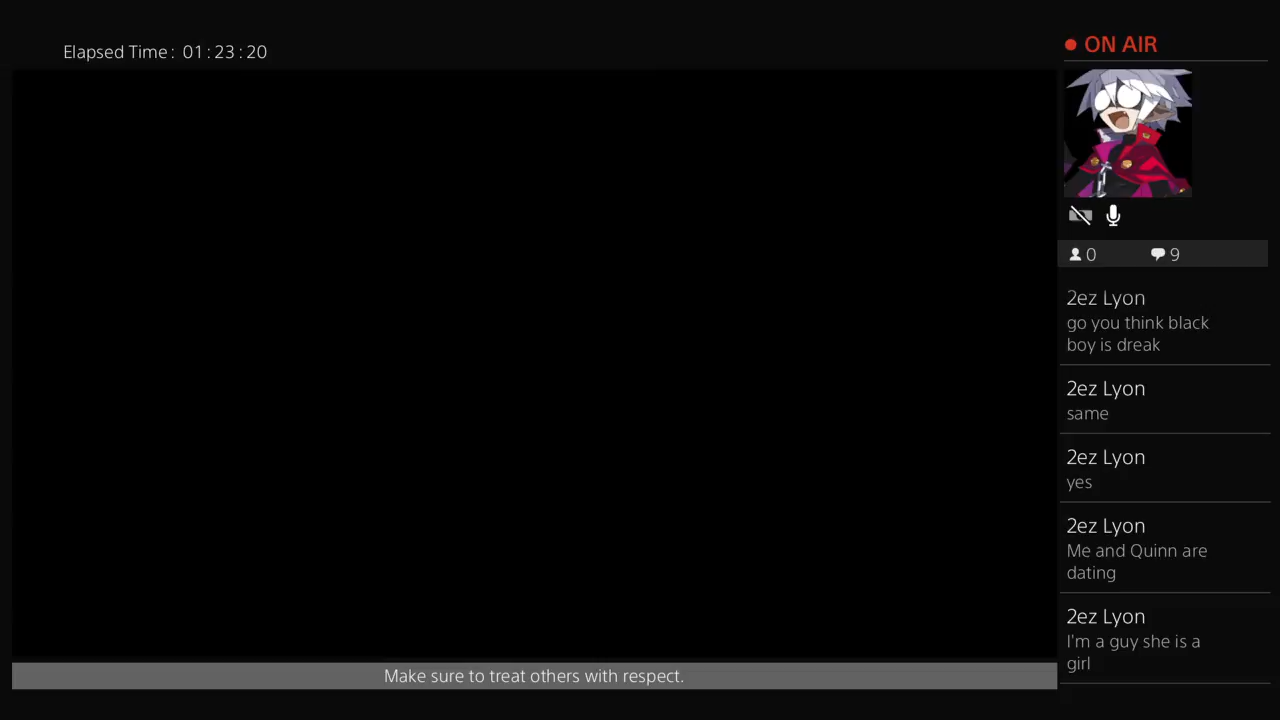 Elapsed Time: 01:23:20
ON AIR
0 9
2ez Lyon
go you think black
boy is dreak
2ez Lyon
same
2ez Lyon
yes
2ez Lyon
Me and Quinn are
dating
2ez Lyon
I'm a guy she is a
girl
Make sure to treat others with respect.